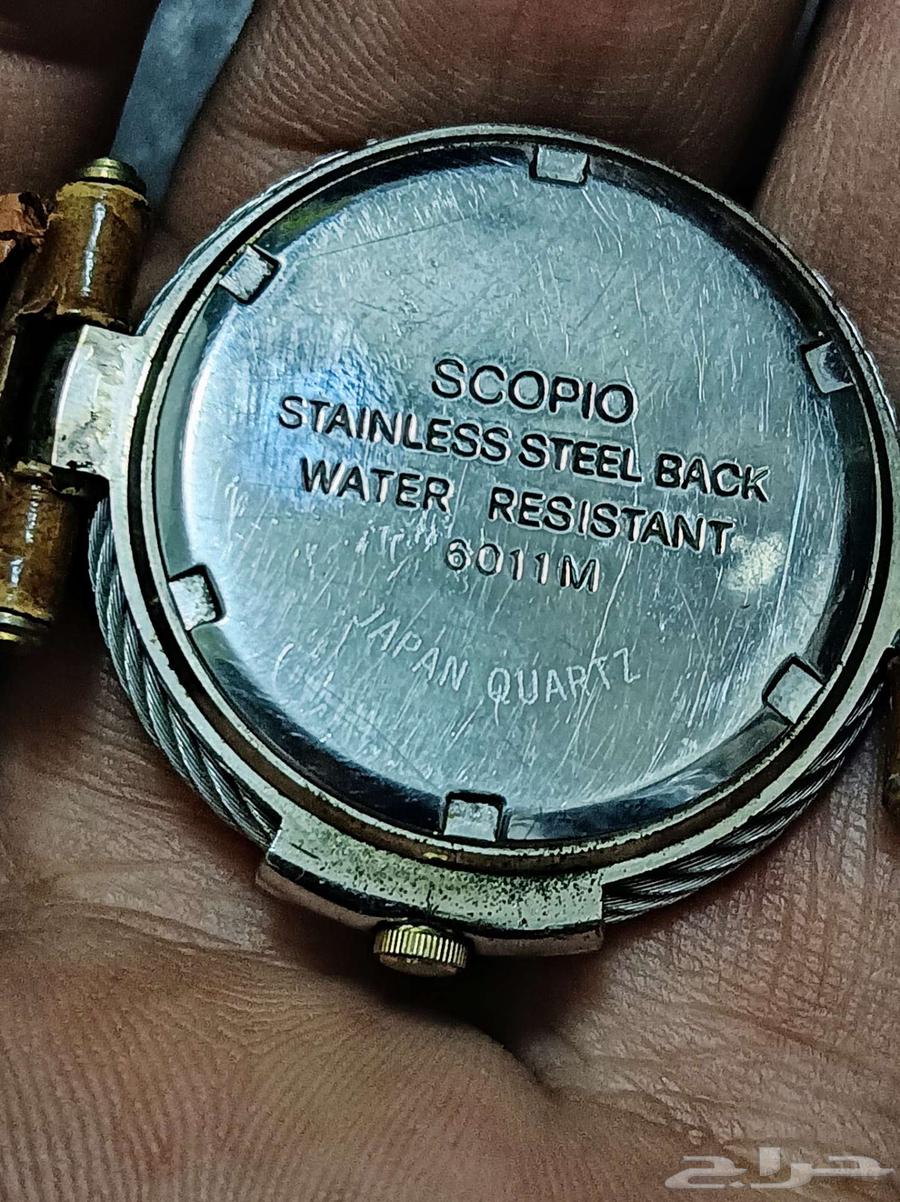 SCOPIO
STAINLESS STEEL BACK
WATER RESISTANT
6011M
JAPAN QUARTZ
حراج